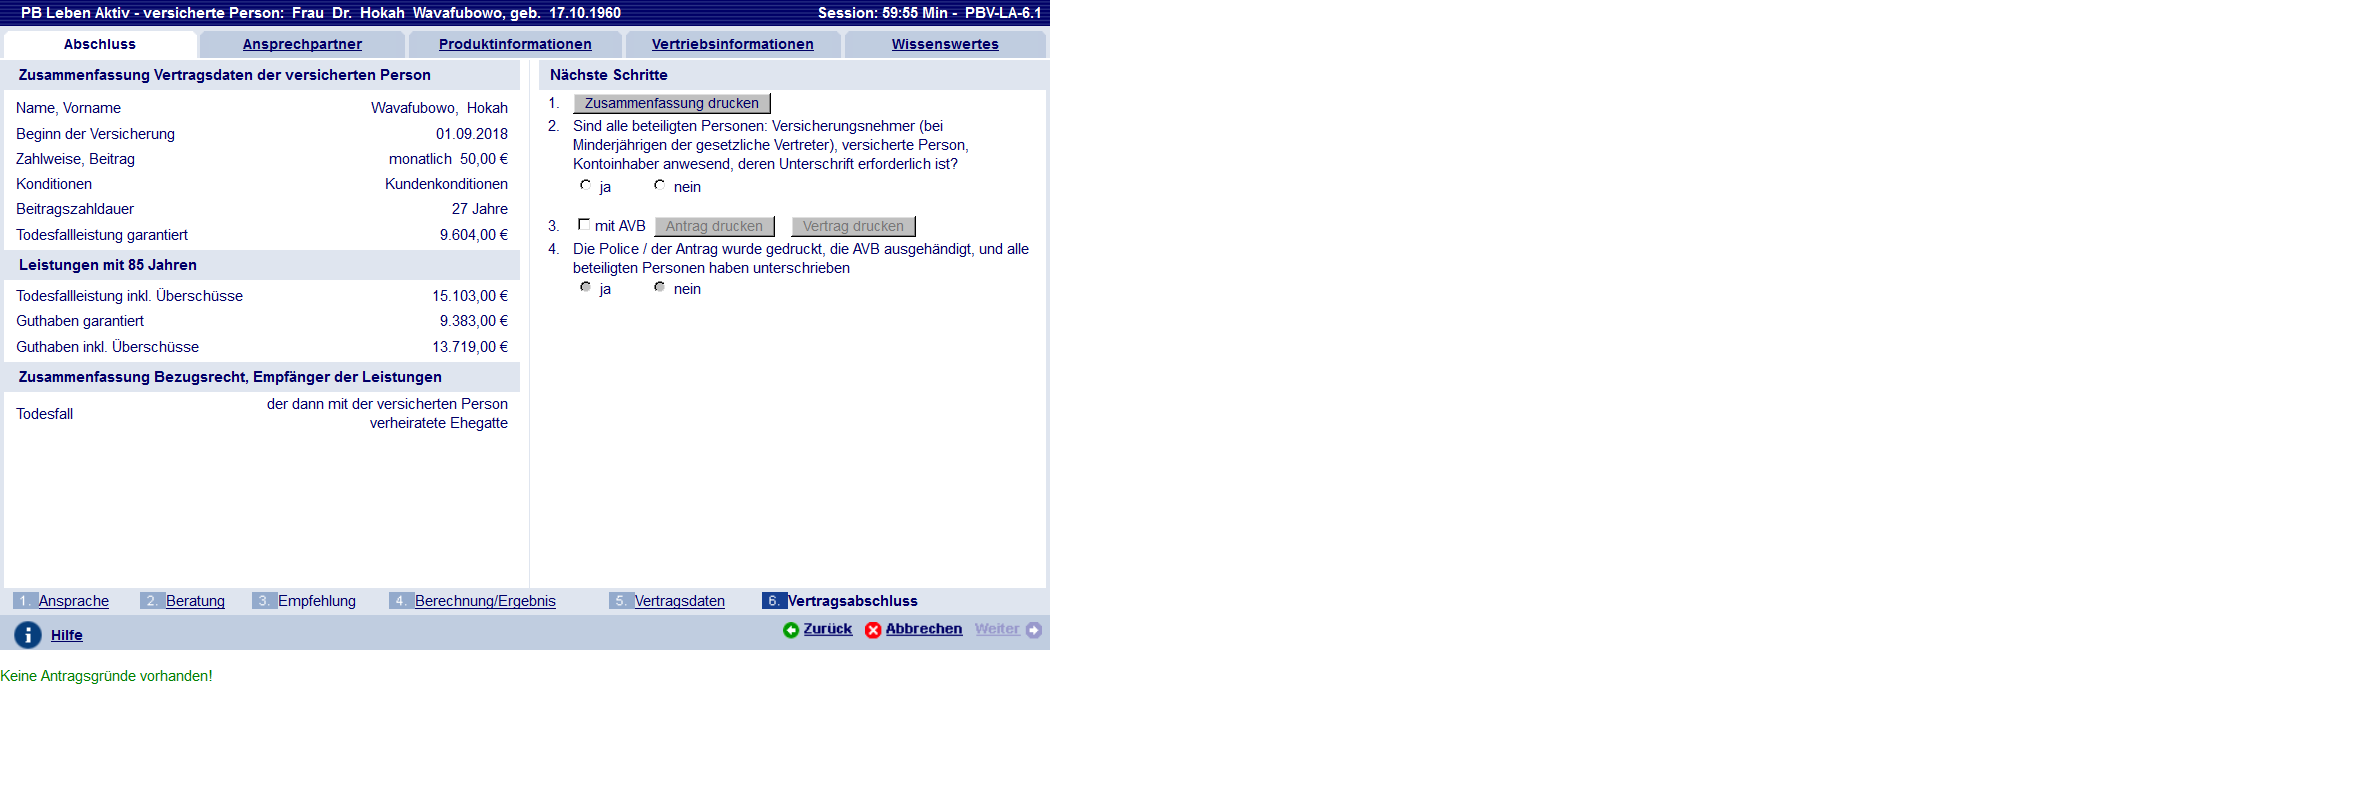 PB Leben Aktiv - versicherte Person: Frau Dr. Hokah Wavafubowo, geb. 17.10.1960 Session: 59:55 Min - PBV-LA-6.1
Abschluss Ansprechpartner Produktinformationen Vertriebsinformationen Wissenswertes
Zusammenfassung Vertragsdaten der versicherten Person
Name, Vorname Wavafubowo, Hokah
Beginn der Versicherung 01.09.2018
Zahlweise, Beitrag monatlich 50,00 €
Konditionen Kundenkonditionen
Beitragszahldauer 27 Jahre
Todesfallleistung garantiert 9.604,00 €
Leistungen mit 85 Jahren
Todesfallleistung inkl. Überschüsse 15.103,00 €
Guthaben garantiert 9.383,00 €
Guthaben inkl. Überschüsse 13.719,00 €
Zusammenfassung Bezugsrecht, Empfänger der Leistungen
Todesfall der dann mit der versicherten Person
verheiratete Ehegatte
Nächste Schritte
1. Zusammenfassung drucken
2. Sind alle beteiligten Personen: Versicherungsnehmer (bei
Minderjährigen der gesetzliche Vertreter), versicherte Person,
Kontoinhaber anwesend, deren Unterschrift erforderlich ist?
ja nein
3. mit AVB Antrag drucken Vertrag drucken
4. Die Police / der Antrag wurde gedruckt, die AVB ausgehändigt, und alle
beteiligten Personen haben unterschrieben
ja nein
1. Ansprache 2. Beratung 3. Empfehlung 4. Berechnung/Ergebnis 5. Vertragsdaten 6. Vertragsabschluss
i Hilfe Zurück Abbrechen Weiter
Keine Antragsgründe vorhanden!